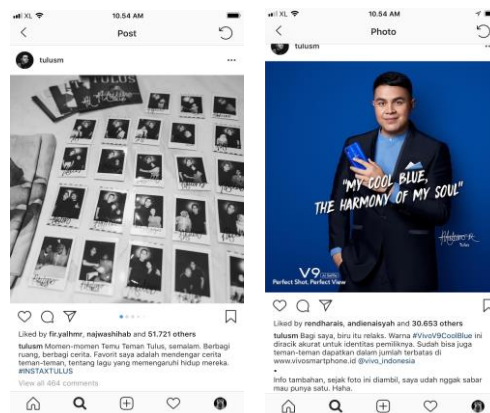 XL
10.54 AM
Post
tulusm
TULUS
Liked by fir.yalhmr, najwashihab and 51.721 others
tulusm Momen-momen Temu Teman Tulus, semalam. Berbagi
ruang, berbagi cerita. Favorit saya adalah mendengar cerita
teman-teman, tentang lagu yang memengaruhi hidup mereka.
#INSTAXTULUS
View all 464 comments
XL
10.54 AM
Photo
tulusm
"MY COOL BLUE,
THE HARMONY OF MY SOUL"
Tulus
V9
Perfect Shot, Perfect View
Liked by rendharais, andienaisyah and 30.653 others
tulusm Bagi saya, biru itu relaks. Warna #VivoV9CoolBlue ini
diracik akurat untuk identitas pemiliknya. Sudah bisa juga
teman-teman dapatkan dalam jumlah terbatas di
www.vivosmartphone.id @vivo_indonesia
•
Info tambahan, sejak foto ini diambil, saya udah nggak sabar
mau punya satu. Haha.